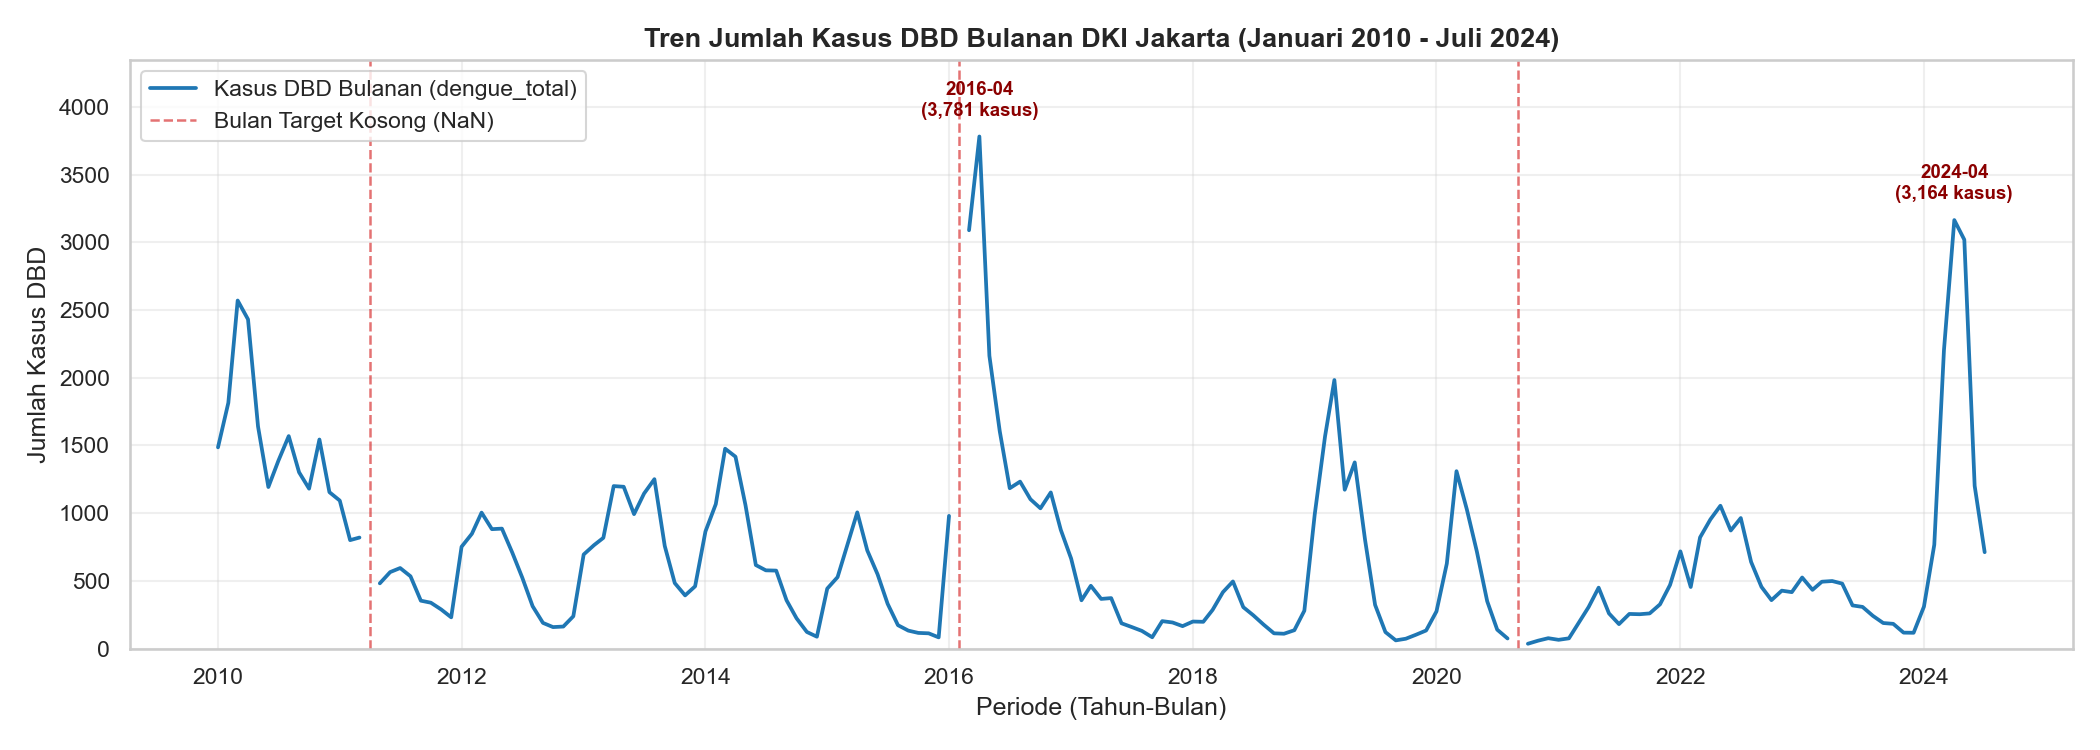 Tren Jumlah Kasus DBD Bulanan DKI Jakarta (Januari 2010 - Juli 2024)
Kasus DBD Bulanan (dengue_total)
Bulan Target Kosong (NaN)
2016-04
(3,781 kasus)
2024-04
(3,164 kasus)
Jumlah Kasus DBD
4000
3500
3000
2500
2000
1500
1000
500
0
2010
2012
2014
2016
2018
2020
2022
2024
Periode (Tahun-Bulan)